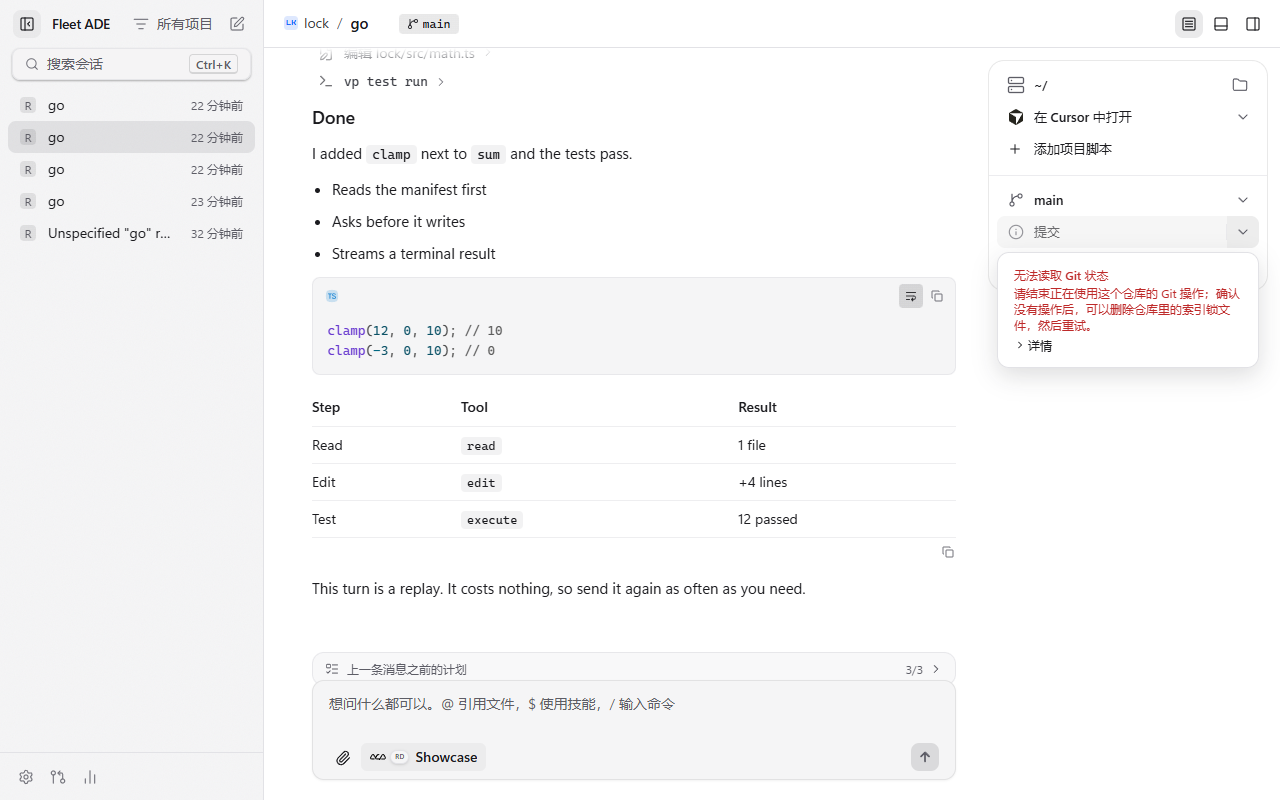 Fleet ADE
所有项目
搜索会话
Ctrl+K
R go 22 分钟前
R go 22 分钟前
R go 22 分钟前
R go 23 分钟前
R Unspecified "go" r... 32 分钟前
LK lock / go
main
编辑 lock/src/math.ts
vp test run
Done
I added clamp next to sum and the tests pass.
• Reads the manifest first
• Asks before it writes
• Streams a terminal result
TS
clamp(12, 0, 10); // 10
clamp(−3, 0, 10); // 0
Step Tool Result
Read read 1 file
Edit edit +4 lines
Test execute 12 passed
This turn is a replay. It costs nothing, so send it again as often as you need.
上一条消息之前的计划 3/3
想问什么都可以。@ 引用文件，$ 使用技能，/ 输入命令
RD Showcase
~/
在 Cursor 中打开
添加项目脚本
main
提交
无法读取 Git 状态
请结束正在使用这个仓库的 Git 操作；确认
没有操作后，可以删除仓库里的索引锁文
件，然后重试。
详情